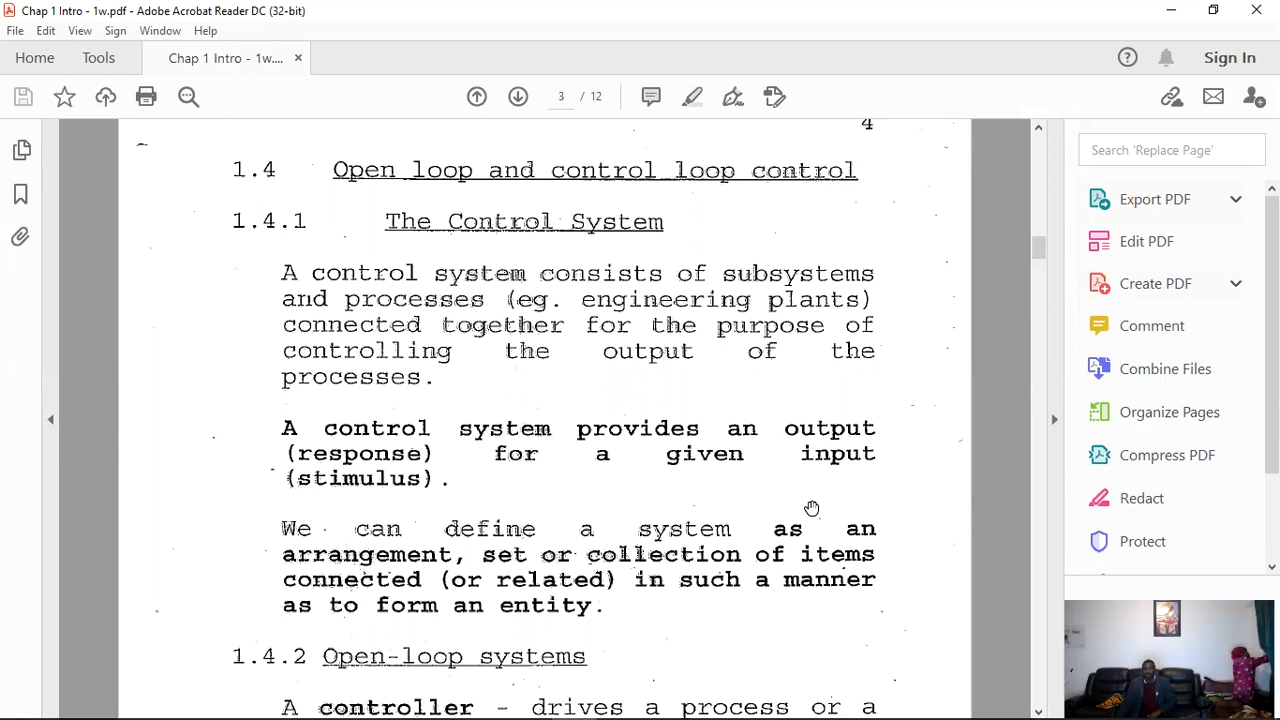 Chap 1 Intro - 1w.pdf - Adobe Acrobat Reader DC (32-bit)
File Edit View Sign Window Help
Home Tools Chap 1 Intro - 1w.... × Sign In
3 / 12
4
1.4 Open loop and control loop control
1.4.1 The Control System
A control system consists of subsystems
and processes (eg. engineering plants)
connected together for the purpose of
controlling the output of the
processes.
A control system provides an output
(response) for a given input
(stimulus).
We can define a system as an
arrangement, set or collection of items
connected (or related) in such a manner
as to form an entity.
1.4.2 Open-loop systems
A controller - drives a process or a
Search 'Replace Page'
Export PDF
Edit PDF
Create PDF
Comment
Combine Files
Organize Pages
Compress PDF
Redact
Protect